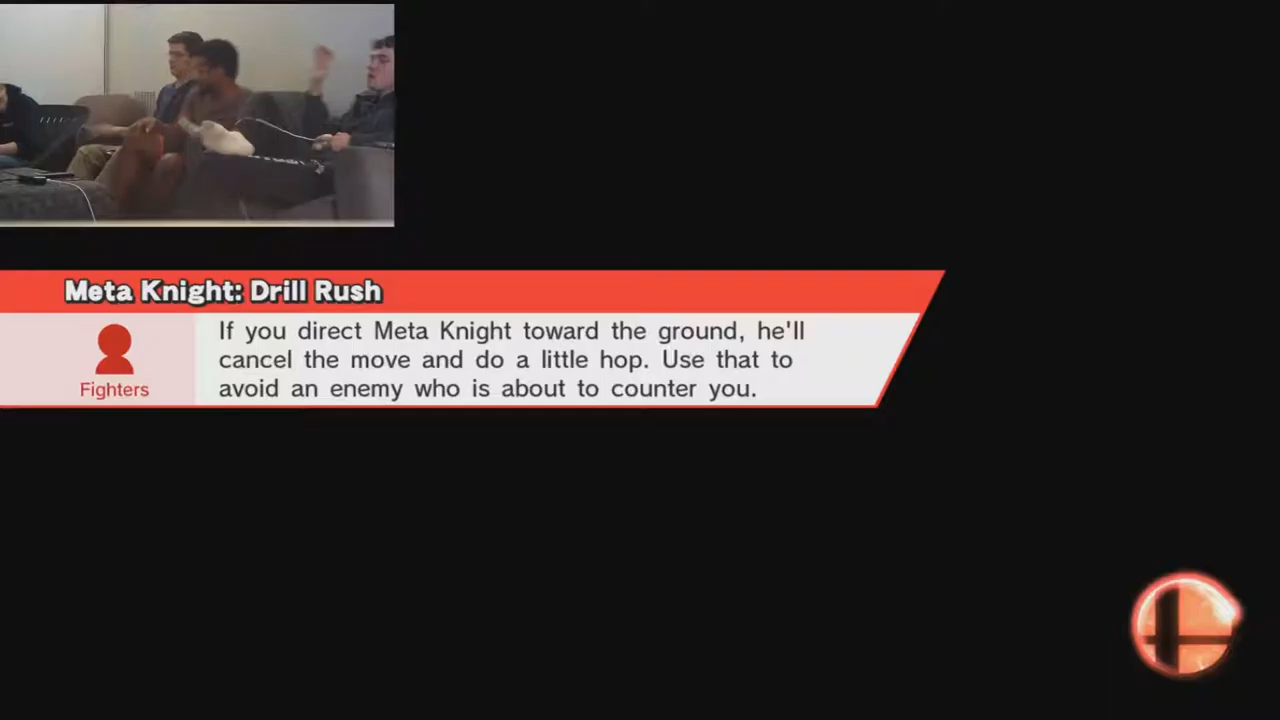 Meta Knight: Drill Rush
If you direct Meta Knight toward the ground, he'll
cancel the move and do a little hop. Use that to
avoid an enemy who is about to counter you.
Fighters